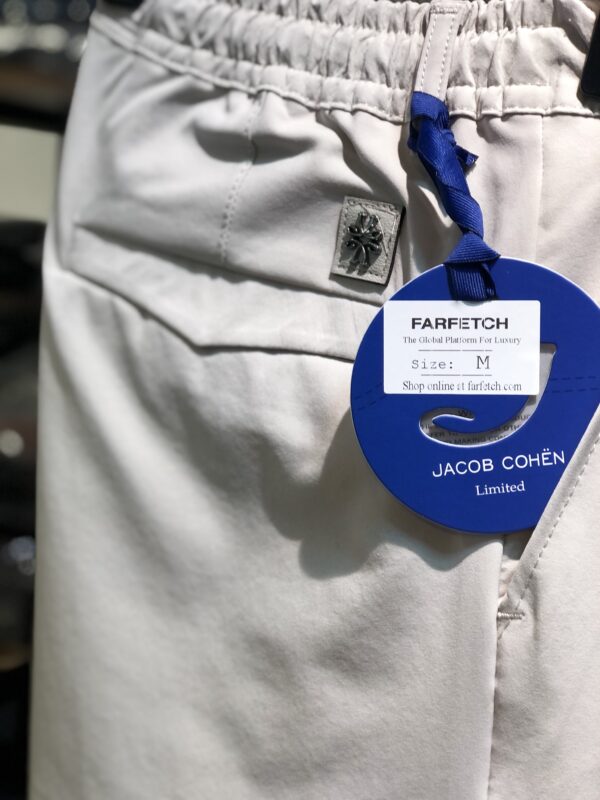 FARFETCH
The Global Platform For Luxury
Size: M
Shop online at farfetch.com
JACOB COHËN
Limited